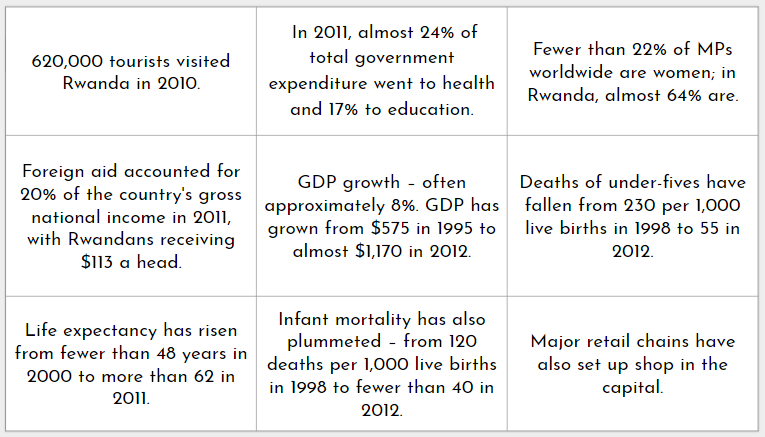 620,000 tourists visited
Rwanda in 2010.
In 2011, almost 24% of
total government
expenditure went to health
and 17% to education.
Fewer than 22% of MPs
worldwide are women; in
Rwanda, almost 64% are.
Foreign aid accounted for
20% of the country's gross
national income in 2011,
with Rwandans receiving
$113 a head.
GDP growth – often
approximately 8%. GDP has
grown from $575 in 1995 to
almost $1,170 in 2012.
Deaths of under-fives have
fallen from 230 per 1,000
live births in 1998 to 55 in
2012.
Life expectancy has risen
from fewer than 48 years in
2000 to more than 62 in
2011.
Infant mortality has also
plummeted – from 120
deaths per 1,000 live births
in 1998 to fewer than 40 in
2012.
Major retail chains have
also set up shop in the
capital.